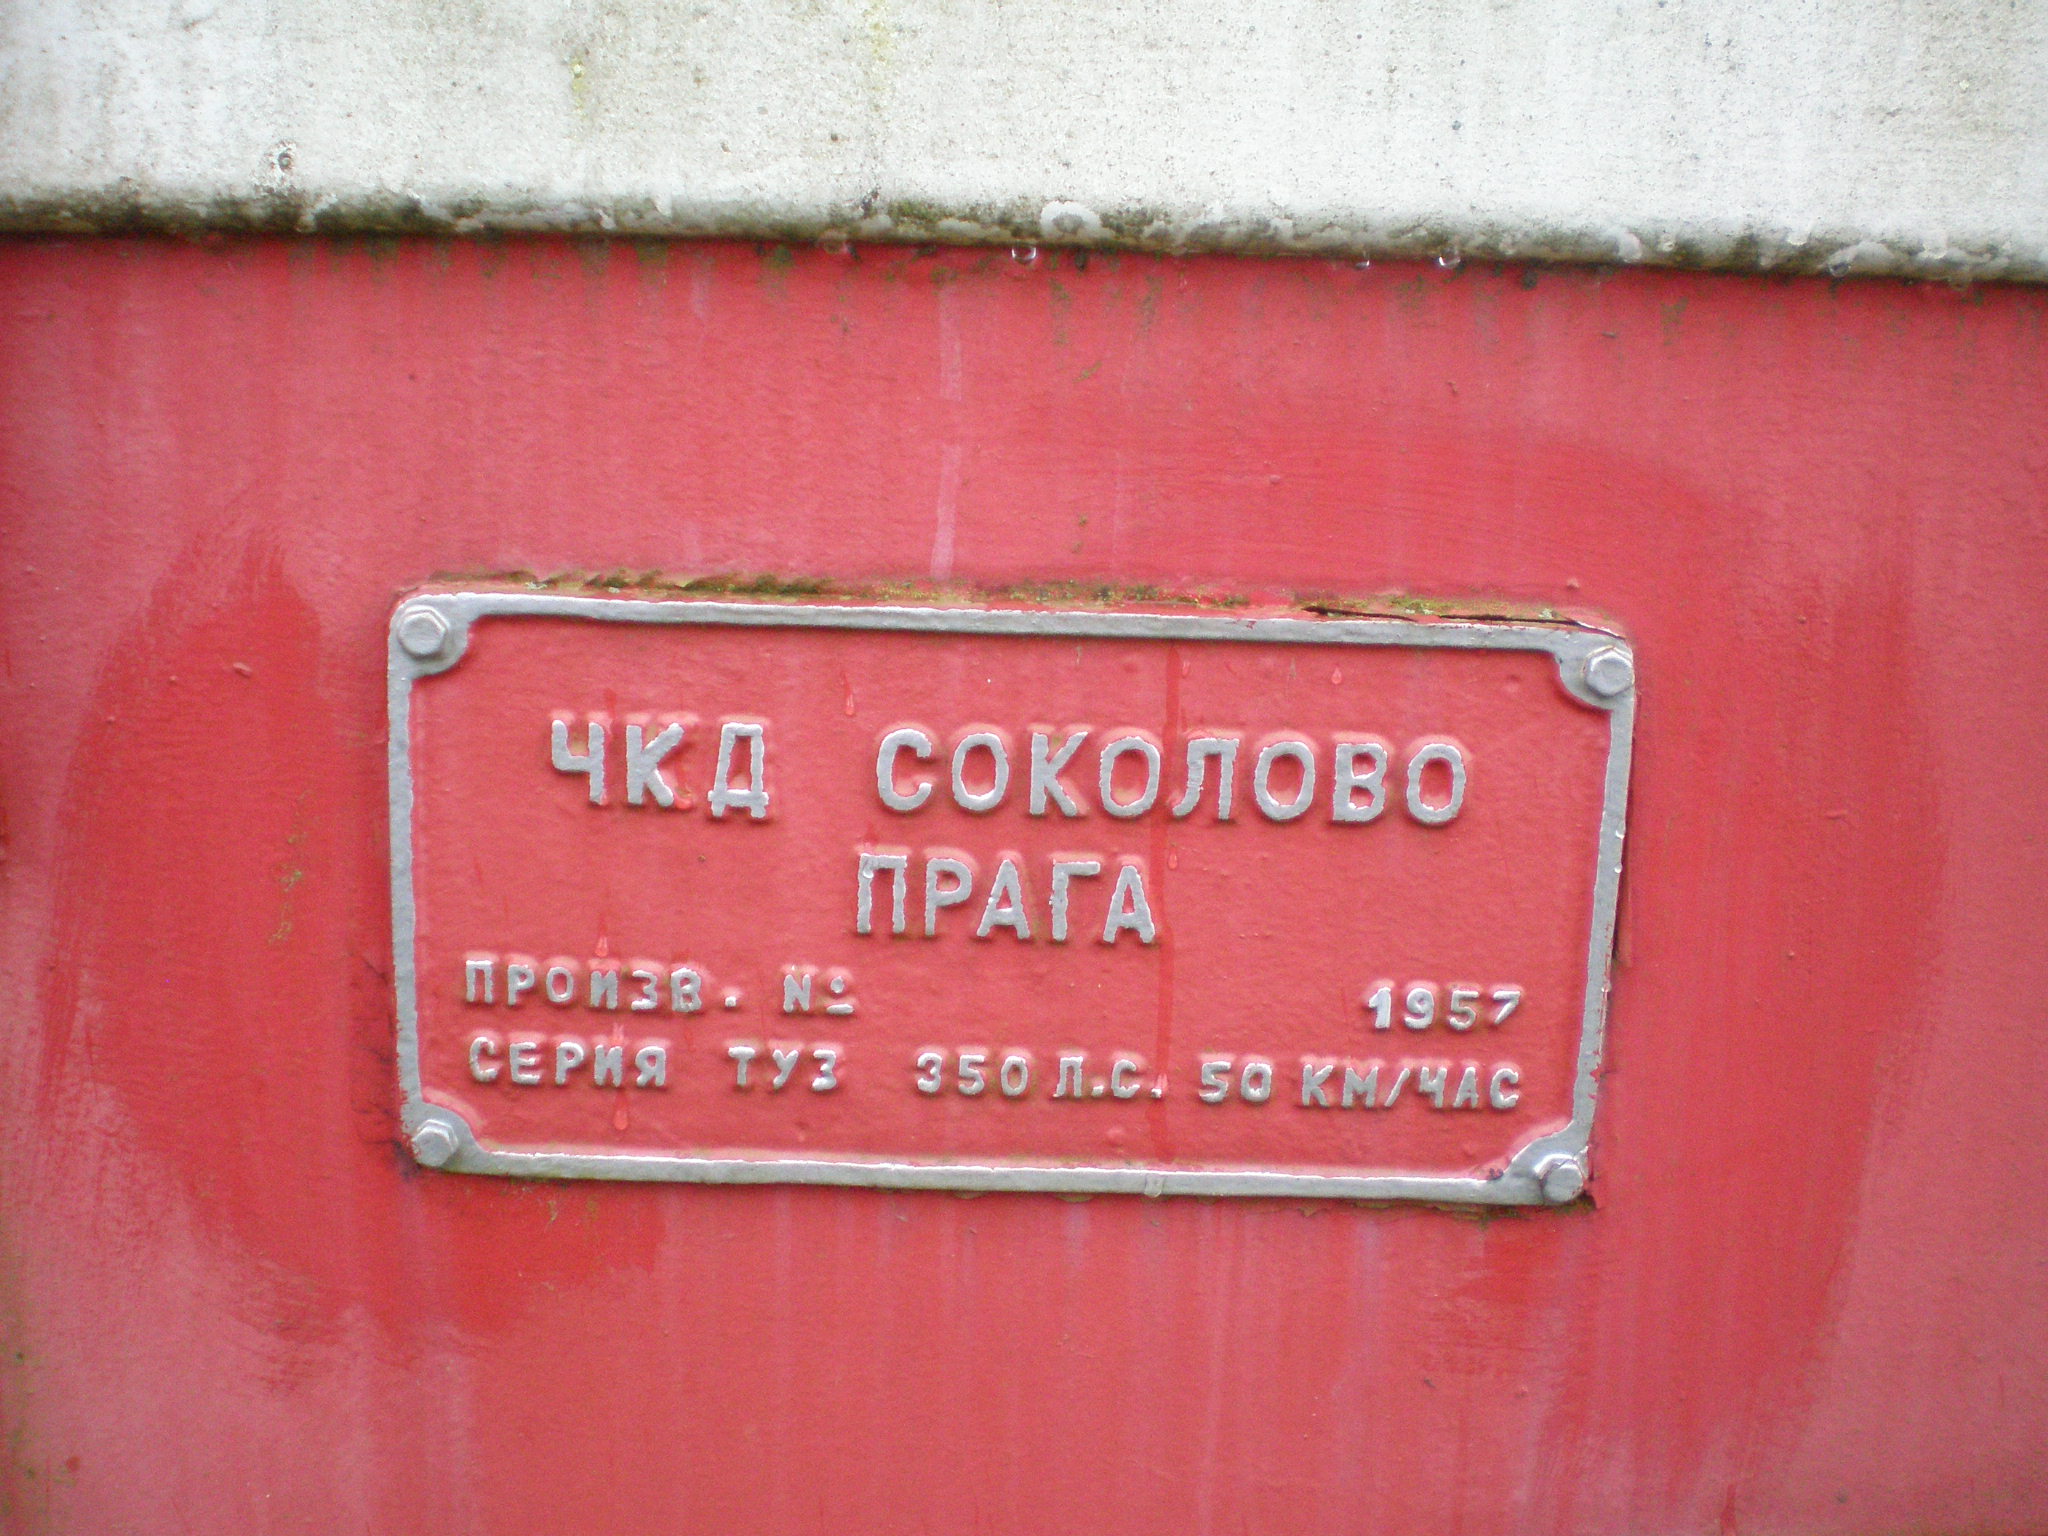 ЧКД СОКОЛОВО
ПРАГА
ПРОИЗВ. № 1957
СЕРИЯ ТУ3 350 Л.С. 50 КМ/ЧАС